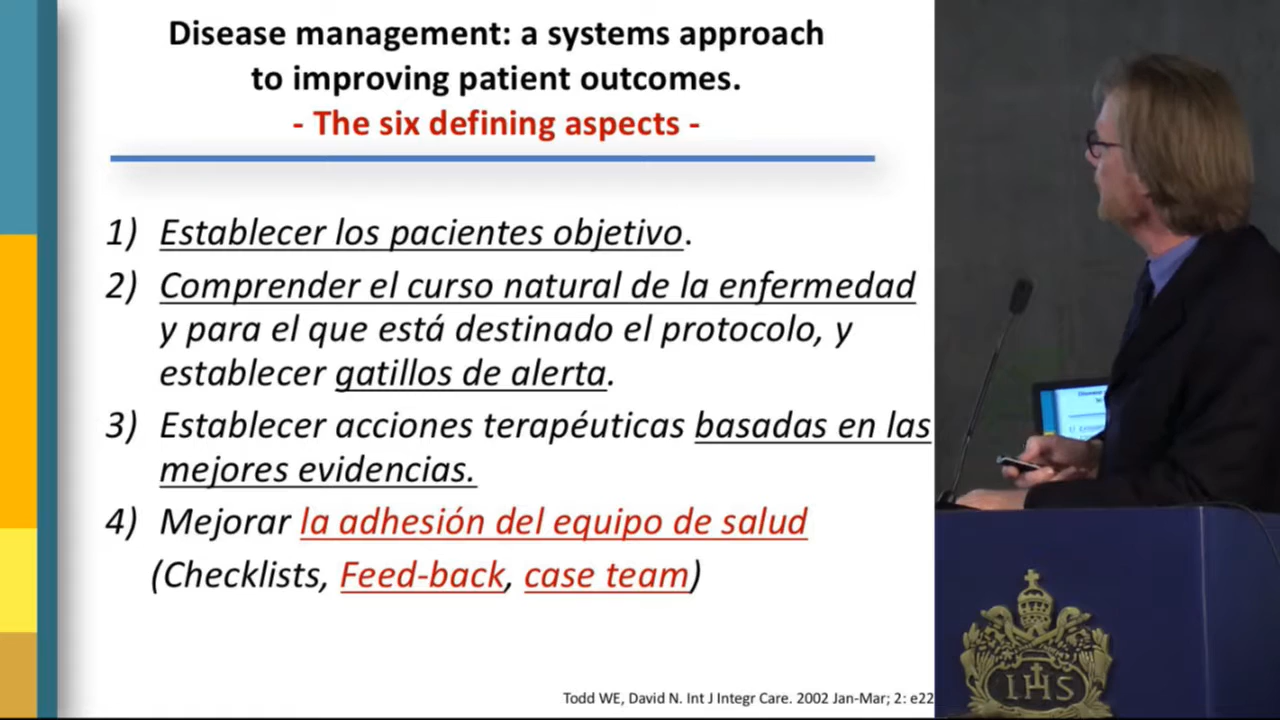 Disease management: a systems approach
to improving patient outcomes.
- The six defining aspects -
1) Establecer los pacientes objetivo.
2) Comprender el curso natural de la enfermedad
y para el que está destinado el protocolo, y
establecer gatillos de alerta.
3) Establecer acciones terapéuticas basadas en las
mejores evidencias.
4) Mejorar la adhesión del equipo de salud
(Checklists, Feed-back, case team)
Todd WE, David N. Int J Integr Care. 2002 Jan-Mar; 2: e22
IHS